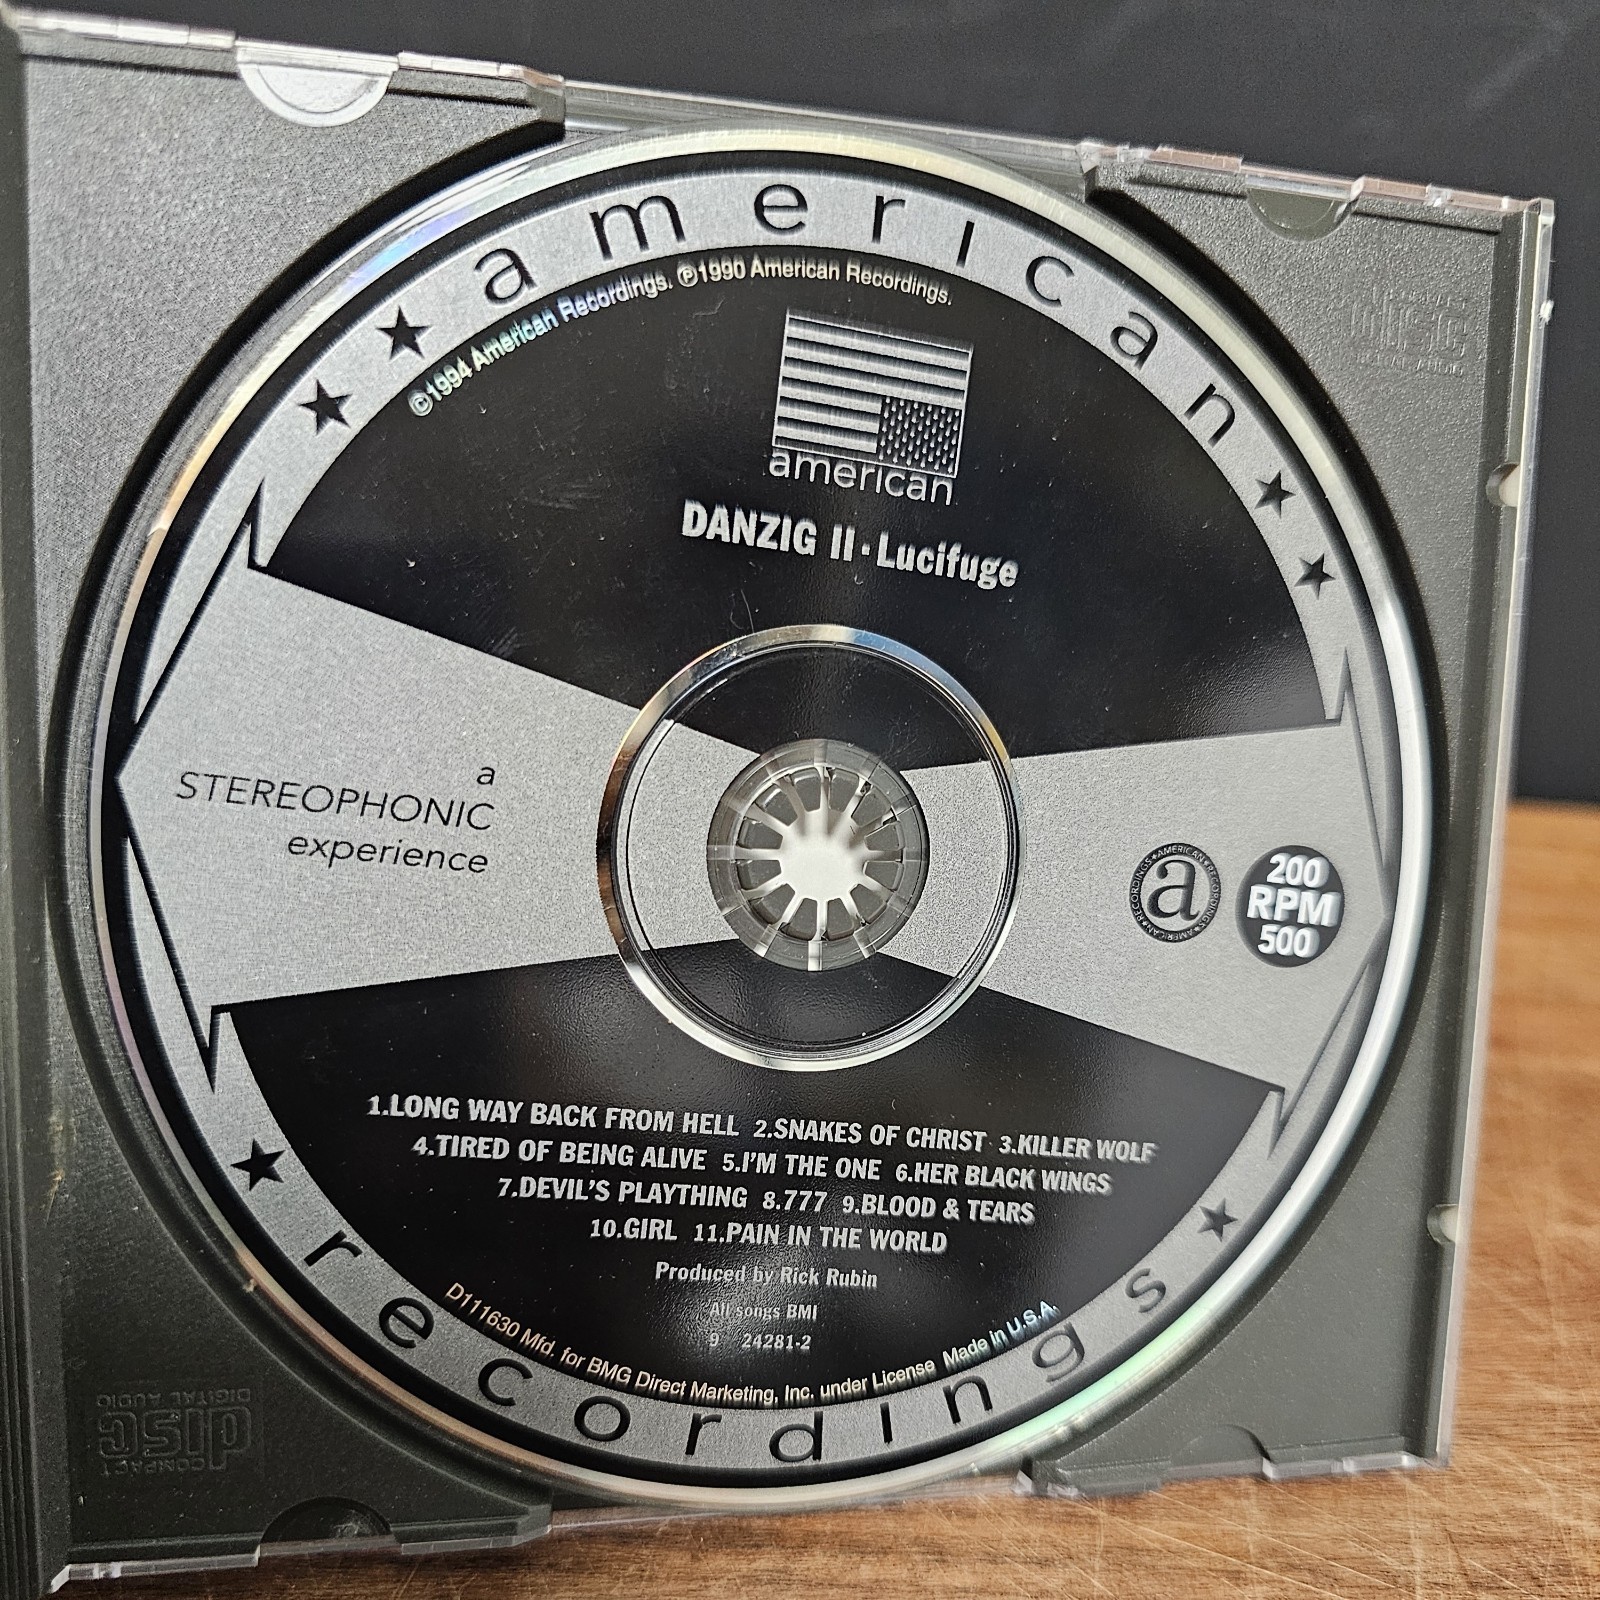 american
©1994 American Recordings. ℗1990 American Recordings.
american
DANZIG II · Lucifuge
a
STEREOPHONIC
experience
AMERICAN RECORDINGS AMERICAN RECORDINGS
a
200
RPM
500
1.LONG WAY BACK FROM HELL 2.SNAKES OF CHRIST 3.KILLER WOLF
4.TIRED OF BEING ALIVE 5.I'M THE ONE 6.HER BLACK WINGS
7.DEVIL'S PLAYTHING 8.777 9.BLOOD & TEARS
10.GIRL 11.PAIN IN THE WORLD
Produced by Rick Rubin
All songs BMI
9 24281-2
D111630 Mfd. for BMG Direct Marketing, Inc. under License Made in U.S.A.
recordings
COMPACT
disc
DIGITAL AUDIO